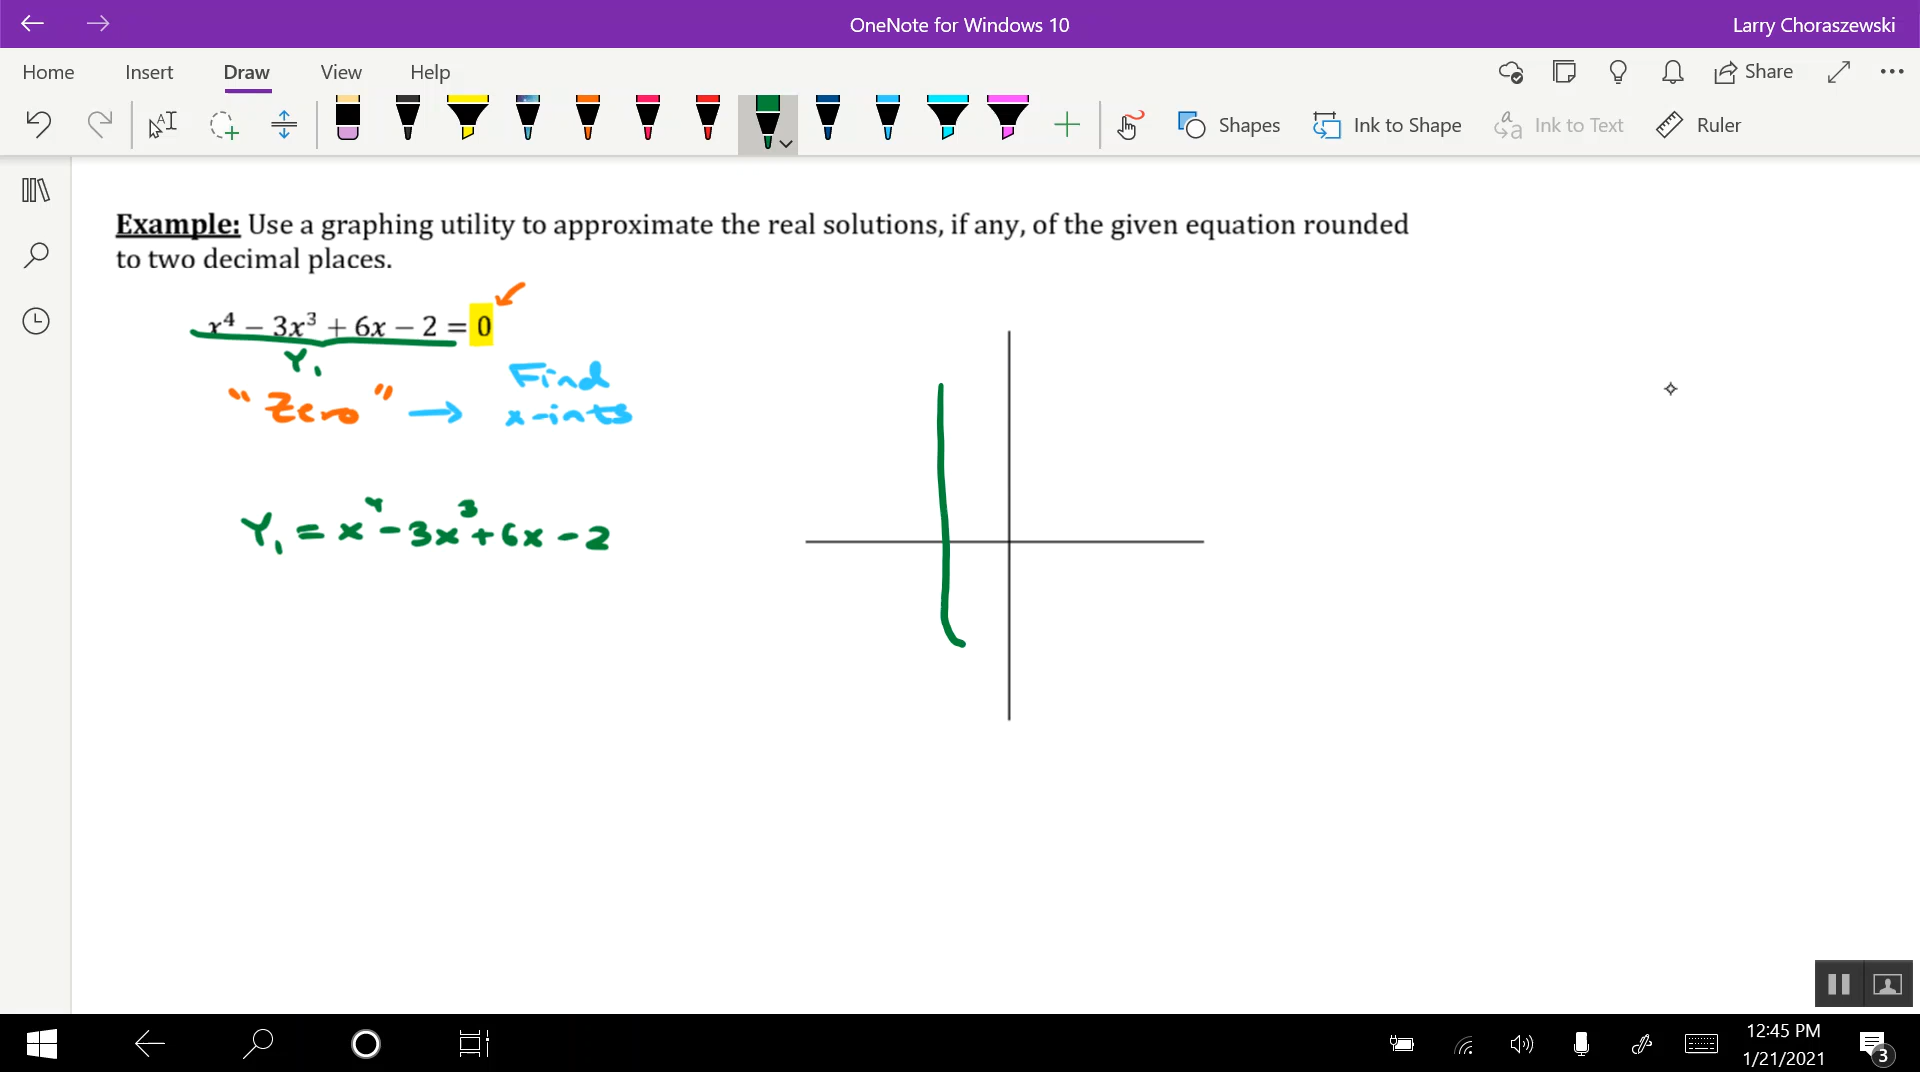 OneNote for Windows 10
Larry Choraszewski
Home Insert Draw View Help
Share
Shapes Ink to Shape Ink to Text Ruler
Example: Use a graphing utility to approximate the real solutions, if any, of the given equation rounded
to two decimal places.
x⁴ − 3x³ + 6x − 2 = 0
Y₁
"Zero" → Find
x-ints
Y₁ = x⁴ - 3x³ + 6x - 2
12:45 PM
1/21/2021
3